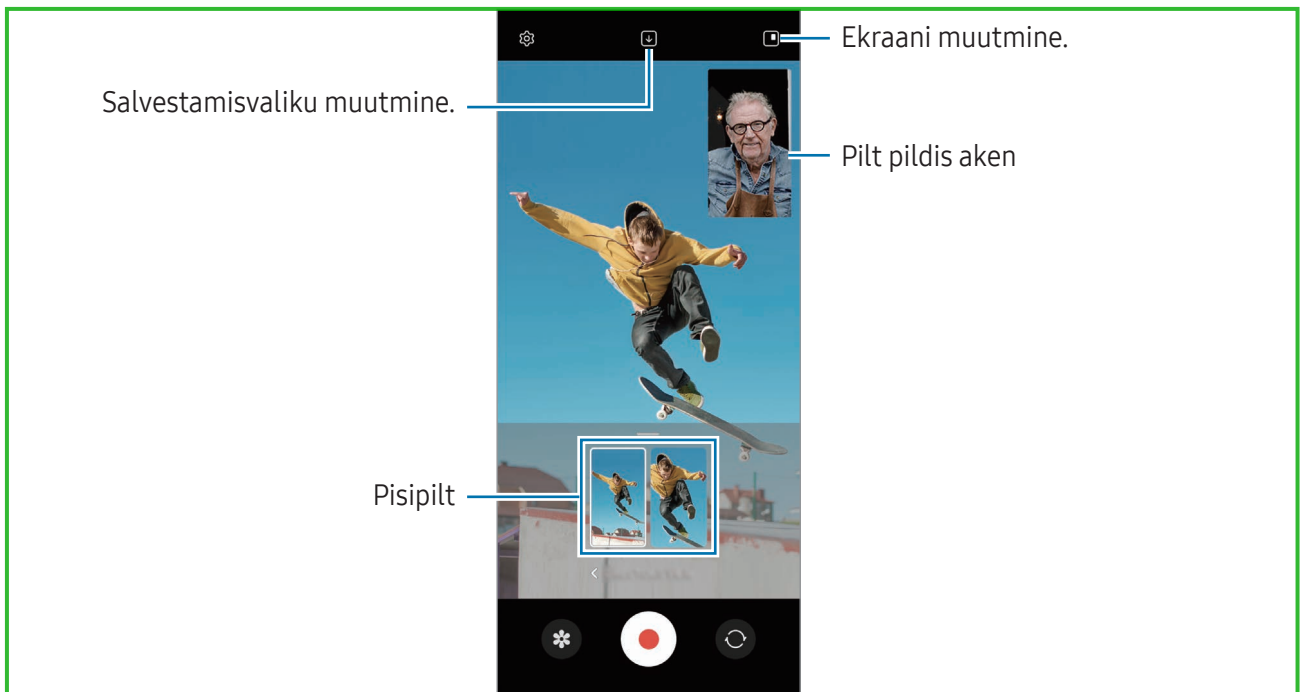 Ekraani muutmine.
Salvestamisvaliku muutmine.
Pilt pildis aken
Pisipilt